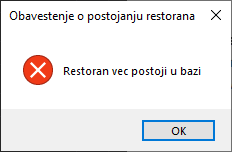 Obavestenje o postojanju restorana
Restoran vec postoji u bazi
OK